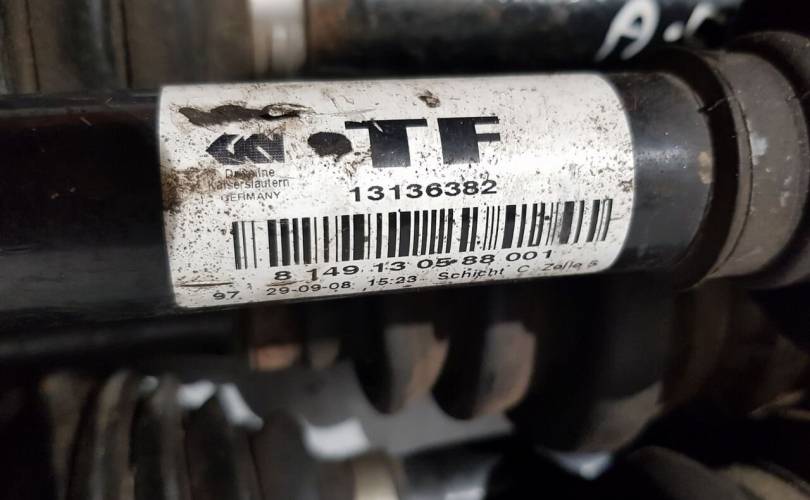 A.
GKN
TF
Driveline
Kaiserslautern
GERMANY
13136382
8 149 13 05 88 001
97 29-09-08 15:23 Schicht C Zelle